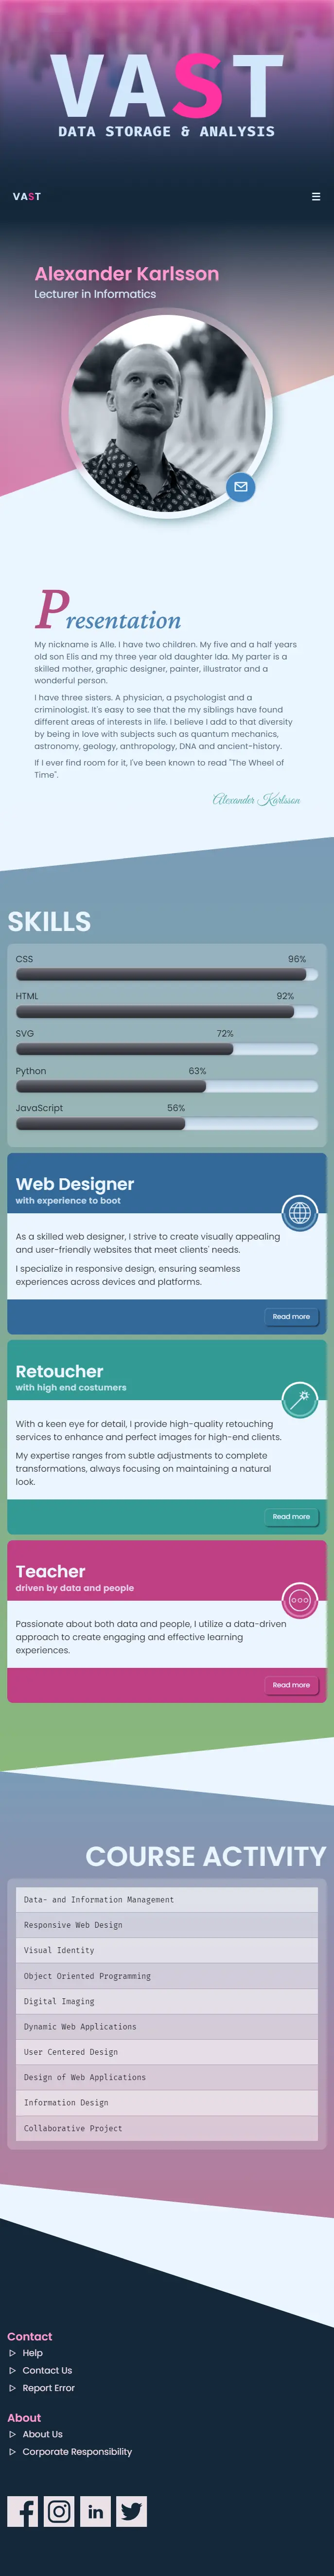 VAST
DATA STORAGE & ANALYSIS
VAST
Alexander Karlsson
Lecturer in Informatics
Presentation
My nickname is Alle. I have two children. My five and a half years
old son Elis and my three year old daughter Ida. My parter is a
skilled mother, graphic designer, painter, illustrator and a
wonderful person.
I have three sisters. A physician, a psychologist and a
criminologist. It's easy to see that the my siblings have found
different areas of interests in life. I believe I add to that diversity
by being in love with subjects such as quantum mechanics,
astronomy, geology, anthropology, DNA and ancient-history.
If I ever find room for it, I've been known to read "The Wheel of
Time".
Alexander Karlsson
SKILLS
CSS 96%
HTML 92%
SVG 72%
Python 63%
JavaScript 56%
Web Designer
with experience to boot
As a skilled web designer, I strive to create visually appealing
and user-friendly websites that meet clients' needs.
I specialize in responsive design, ensuring seamless
experiences across devices and platforms.
Read more
Retoucher
with high end costumers
With a keen eye for detail, I provide high-quality retouching
services to enhance and perfect images for high-end clients.
My expertise ranges from subtle adjustments to complete
transformations, always focusing on maintaining a natural
look.
Read more
Teacher
driven by data and people
Passionate about both data and people, I utilize a data-driven
approach to create engaging and effective learning
experiences.
Read more
COURSE ACTIVITY
Data- and Information Management
Responsive Web Design
Visual Identity
Object Oriented Programming
Digital Imaging
Dynamic Web Applications
User Centered Design
Design of Web Applications
Information Design
Collaborative Project
Contact
Help
Contact Us
Report Error
About
About Us
Corporate Responsibility